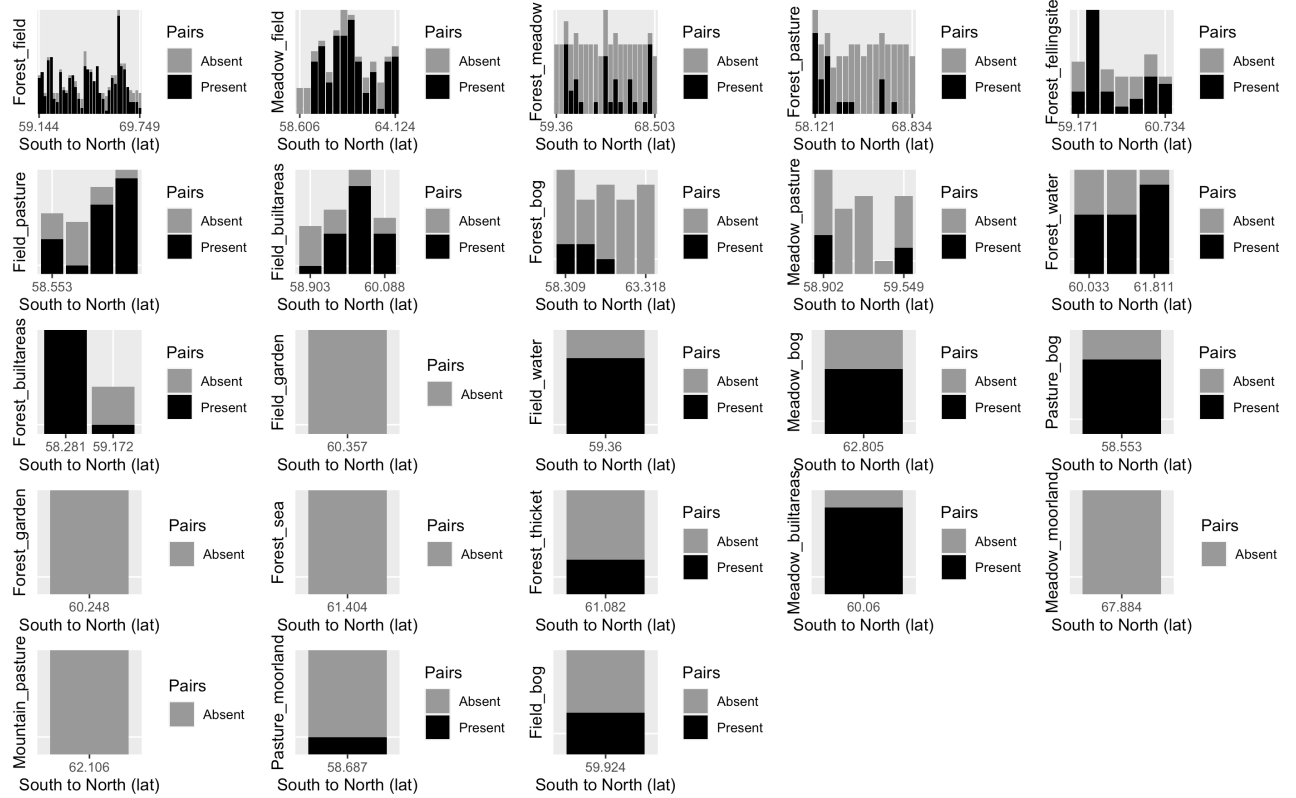 Forest_field
59.144 69.749
South to North (lat)
Pairs
Absent
Present
Meadow_field
58.606 64.124
South to North (lat)
Pairs
Absent
Present
Forest_meadow
59.36 68.503
South to North (lat)
Pairs
Absent
Present
Forest_pasture
58.121 68.834
South to North (lat)
Pairs
Absent
Present
Forest_fellingsite
59.171 60.734
South to North (lat)
Pairs
Absent
Present
Field_pasture
58.553
South to North (lat)
Pairs
Absent
Present
Field_builtareas
58.903 60.088
South to North (lat)
Pairs
Absent
Present
Forest_bog
58.309 63.318
South to North (lat)
Pairs
Absent
Present
Meadow_pasture
58.902 59.549
South to North (lat)
Pairs
Absent
Present
Forest_water
60.033 61.811
South to North (lat)
Pairs
Absent
Present
Forest_builtareas
58.281 59.172
South to North (lat)
Pairs
Absent
Present
Field_garden
60.357
South to North (lat)
Pairs
Absent
Field_water
59.36
South to North (lat)
Pairs
Absent
Present
Meadow_bog
62.805
South to North (lat)
Pairs
Absent
Present
Pasture_bog
58.553
South to North (lat)
Pairs
Absent
Present
Forest_garden
60.248
South to North (lat)
Pairs
Absent
Forest_sea
61.404
South to North (lat)
Pairs
Absent
Forest_thicket
61.082
South to North (lat)
Pairs
Absent
Present
Meadow_builtareas
60.06
South to North (lat)
Pairs
Absent
Present
Meadow_moorland
67.884
South to North (lat)
Pairs
Absent
Mountain_pasture
62.106
South to North (lat)
Pairs
Absent
Pasture_moorland
58.687
South to North (lat)
Pairs
Absent
Present
Field_bog
59.924
South to North (lat)
Pairs
Absent
Present